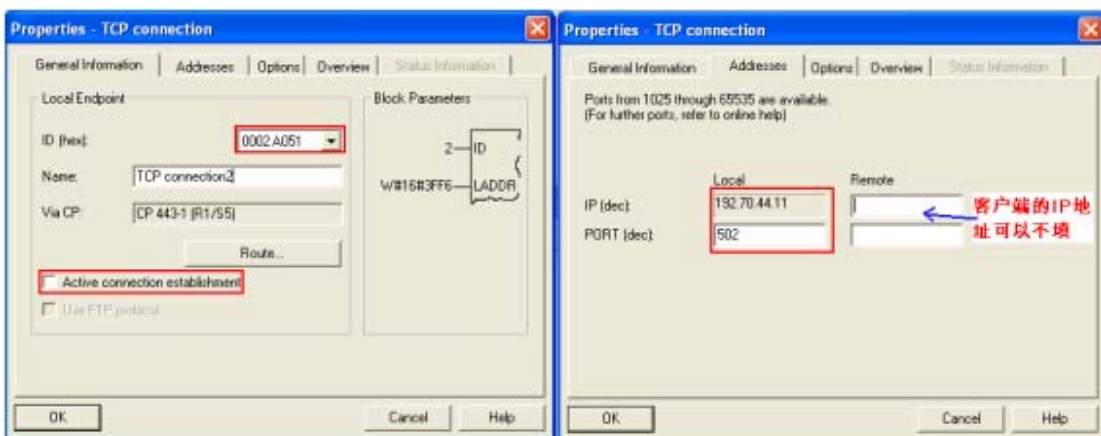 Properties - TCP connection
General Information Addresses Options Overview Status Information
Local Endpoint
ID (hex): 0002 A051
Name: TCP connection2
Via CP: CP 443-1 (R1/S5)
Route...
Active connection establishment
Use FTP protocol
Block Parameters
2 ID
W#16#3FF6 LADDR
OK Cancel Help
Properties - TCP connection
General Information Addresses Options Overview Status Information
Ports from 1025 through 65535 are available.
(For further ports, refer to online help)
Local Remote
IP (dec): 192.70.44.11
PORT (dec): 502
客户端的IP地
址可以不填
OK Cancel Help